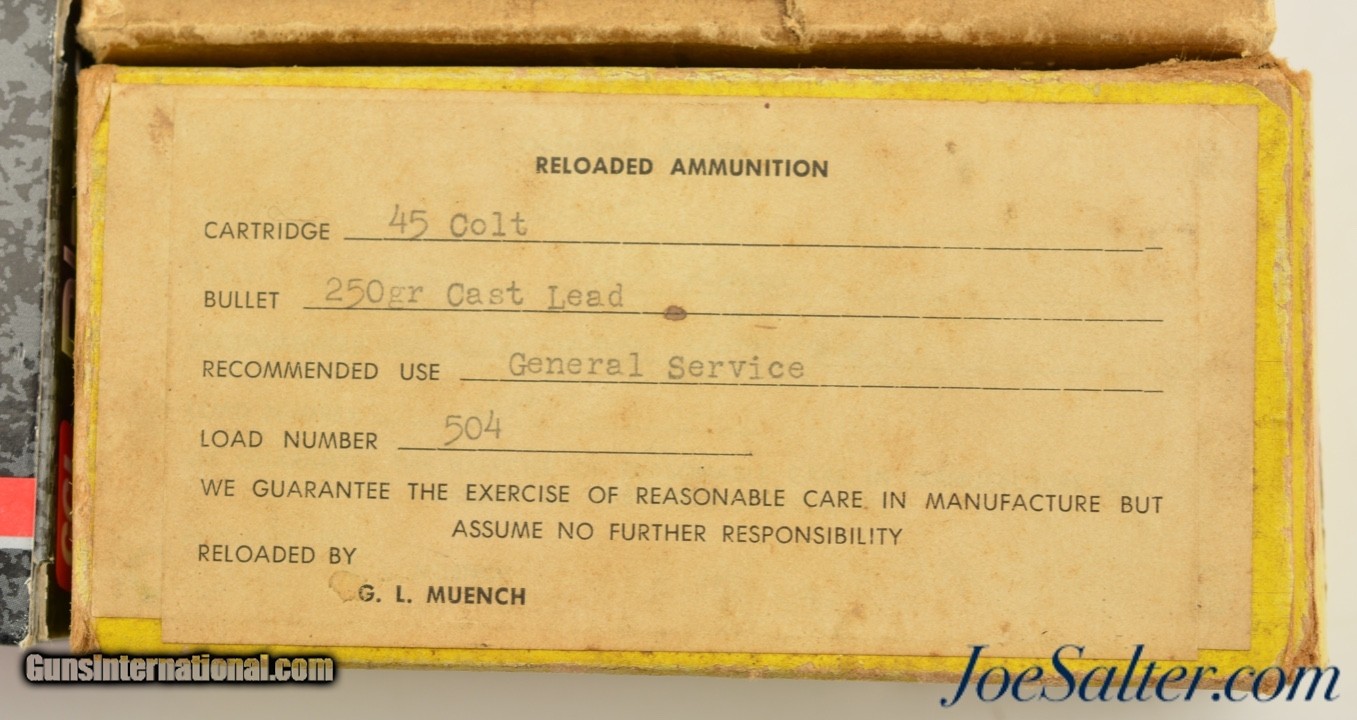 RELOADED AMMUNITION
CARTRIDGE 45 Colt
BULLET 250gr Cast Lead
RECOMMENDED USE General Service
LOAD NUMBER 504
WE GUARANTEE THE EXERCISE OF REASONABLE CARE IN MANUFACTURE BUT
ASSUME NO FURTHER RESPONSIBILITY
RELOADED BY
G. L. MUENCH
GunsInternational.com
JoeSalter.com